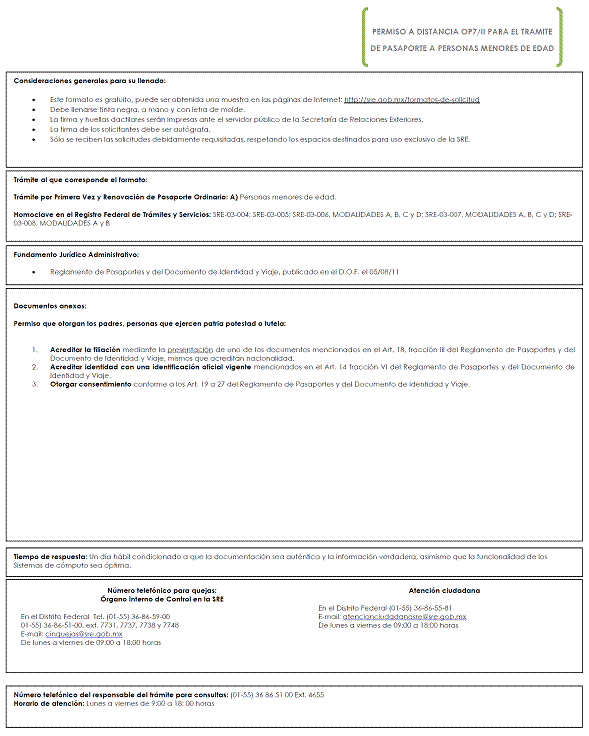 PERMISO A DISTANCIA OP7/II PARA EL TRAMITE
DE PASAPORTE A PERSONAS MENORES DE EDAD
Consideraciones generales para su llenado:
• Este formato es gratuito, puede ser obtenida una muestra en las páginas de Internet: http://sre.gob.mx/formatos-de-solicitud
• Debe llenarse tinta negra, a mano y con letra de molde.
• La firma y huellas dactilares serán impresas ante el servidor público de la Secretaría de Relaciones Exteriores.
• La firma de los solicitantes debe ser autógrafa.
• Sólo se reciben las solicitudes debidamente requisitadas, respetando los espacios destinados para uso exclusivo de la SRE.
Trámite al que corresponde el formato:
Trámite por Primera Vez y Renovación de Pasaporte Ordinario: A) Personas menores de edad.
Homoclave en el Registro Federal de Trámites y Servicios: SRE-03-004; SRE-03-005; SRE-03-006, MODALIDADES A, B, C y D; SRE-03-007, MODALIDADES A, B, C y D; SRE-
03-008, MODALIDADES A y B
Fundamento Jurídico Administrativo:
• Reglamento de Pasaportes y del Documento de Identidad y Viaje, publicado en el D.O.F. el 05/08/11
Documentos anexos:
Permiso que otorgan los padres, personas que ejercen patria potestad o tutela:
1. Acreditar la filiación mediante la presentación de uno de los documentos mencionados en el Art. 18, fracción III del Reglamento de Pasaportes y del
Documento de Identidad y Viaje, mismos que acreditan nacionalidad.
2. Acreditar identidad con una identificación oficial vigente mencionados en el Art. 14 fracción VI del Reglamento de Pasaportes y del Documento de
Identidad y Viaje.
3. Otorgar consentimiento conforme a los Art. 19 a 27 del Reglamento de Pasaportes y del Documento de Identidad y Viaje.
Tiempo de respuesta: Un día hábil condicionado a que la documentación sea auténtica y la información verdadera, asimismo que la funcionalidad de los
Sistemas de cómputo sea óptima.
Número telefónico para quejas:
Órgano Interno de Control en la SRE
En el Distrito Federal Tel. (01-55) 36-86-59-00
01-55) 36-86-51-00, ext. 7731, 7737, 7738 y 7748
E-mail: cinquejas@sre.gob.mx
De lunes a viernes de 09:00 a 18:00 horas
Atención ciudadana
En el Distrito Federal (01-55) 36-86-55-81
E-mail: atencionciudadanasre@sre.gob.mx
De lunes a viernes de 09:00 a 18:00 horas
Número telefónico del responsable del trámite para consultas: (01-55) 36 86 51 00 Ext. 4655
Horario de atención: Lunes a viernes de 9:00 a 18: 00 horas